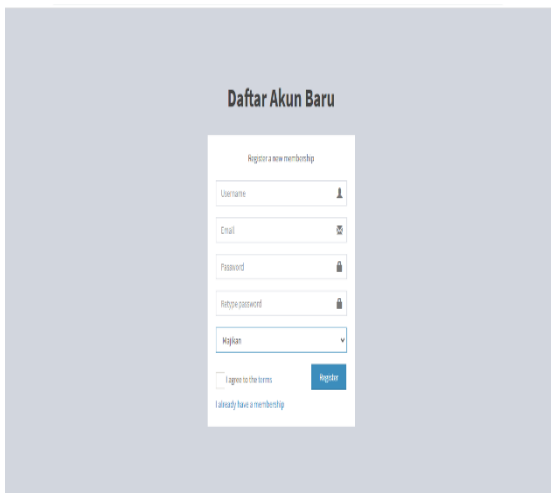 Daftar Akun Baru
Register a new membership
Username
Email
Password
Retype password
Majikan
I agree to the terms
Register
I already have a membership